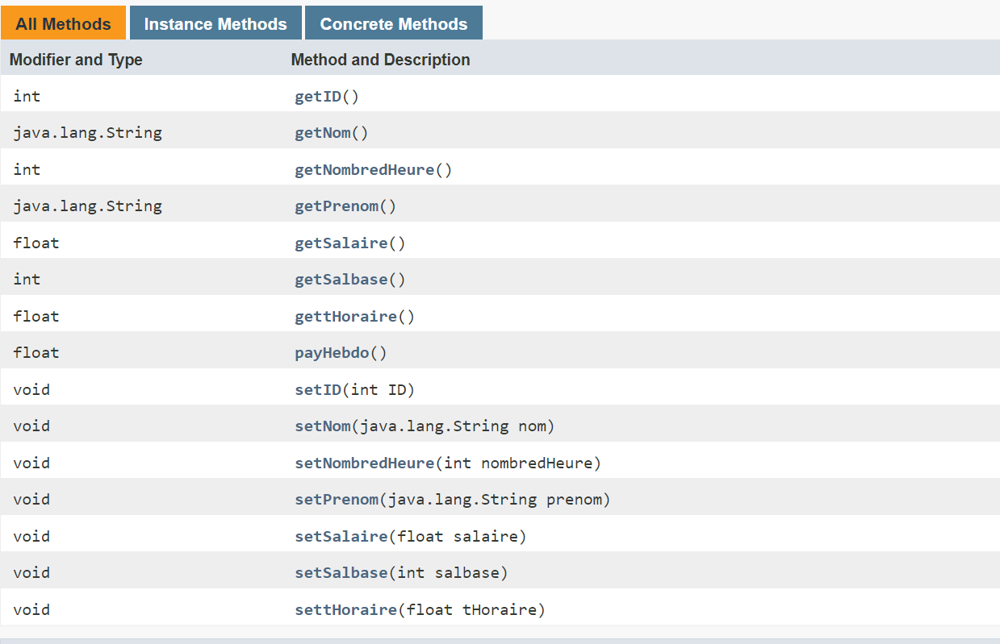 All Methods Instance Methods Concrete Methods
Modifier and Type Method and Description
int getID()
java.lang.String getNom()
int getNombredHeure()
java.lang.String getPrenom()
float getSalaire()
int getSalbase()
float gettHoraire()
float payHebdo()
void setID(int ID)
void setNom(java.lang.String nom)
void setNombredHeure(int nombredHeure)
void setPrenom(java.lang.String prenom)
void setSalaire(float salaire)
void setSalbase(int salbase)
void settHoraire(float tHoraire)